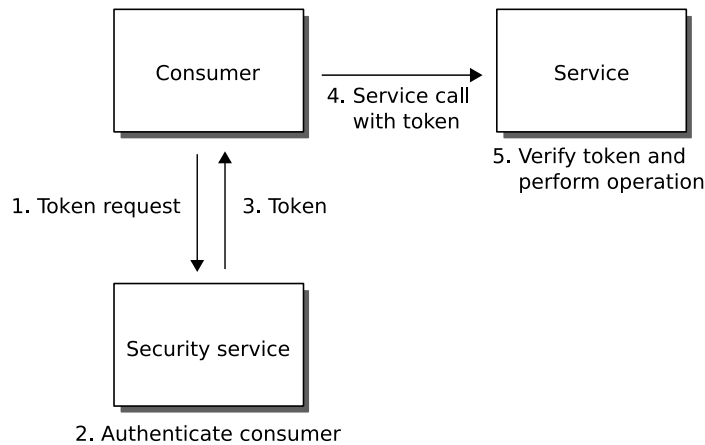 Consumer
Service
4. Service call
with token
5. Verify token and
perform operation
1. Token request
3. Token
Security service
2. Authenticate consumer